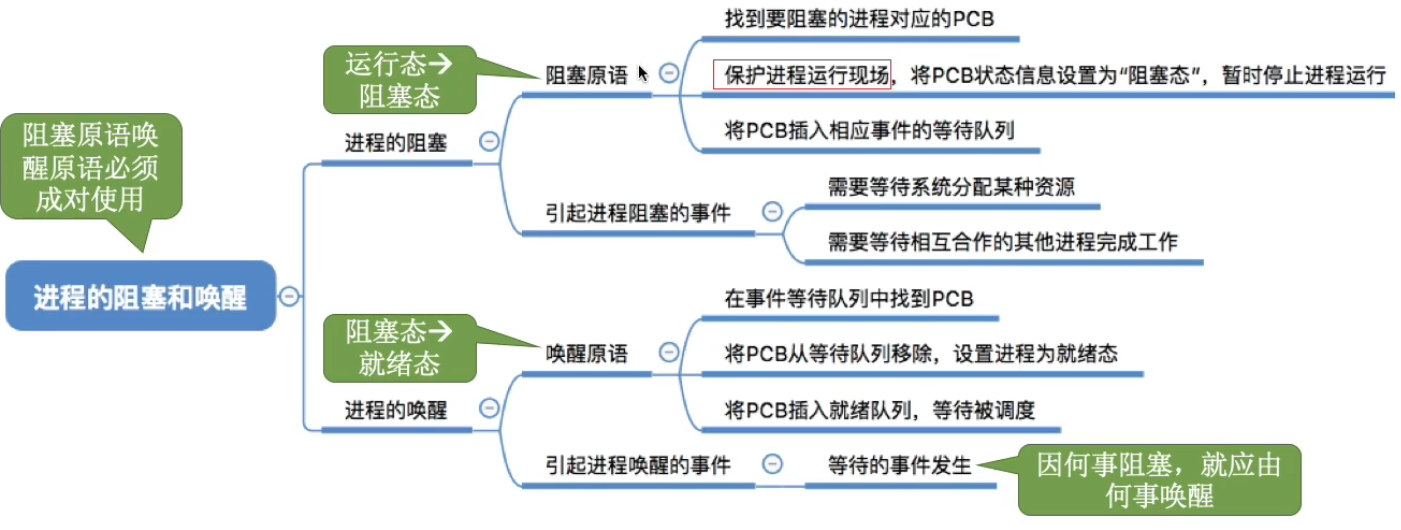 阻塞原语唤
醒原语必须
成对使用
进程的阻塞和唤醒
进程的阻塞
运行态→
阻塞态
阻塞原语
找到要阻塞的进程对应的PCB
保护进程运行现场，将PCB状态信息设置为“阻塞态”，暂时停止进程运行
将PCB插入相应事件的等待队列
引起进程阻塞的事件
需要等待系统分配某种资源
需要等待相互合作的其他进程完成工作
进程的唤醒
阻塞态→
就绪态
唤醒原语
在事件等待队列中找到PCB
将PCB从等待队列移除，设置进程为就绪态
将PCB插入就绪队列，等待被调度
引起进程唤醒的事件
等待的事件发生
因何事阻塞，就应由
何事唤醒